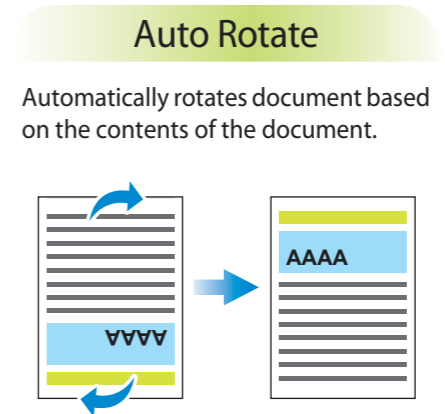 Auto Rotate
Automatically rotates document based
on the contents of the document.
AAAA
AAAA